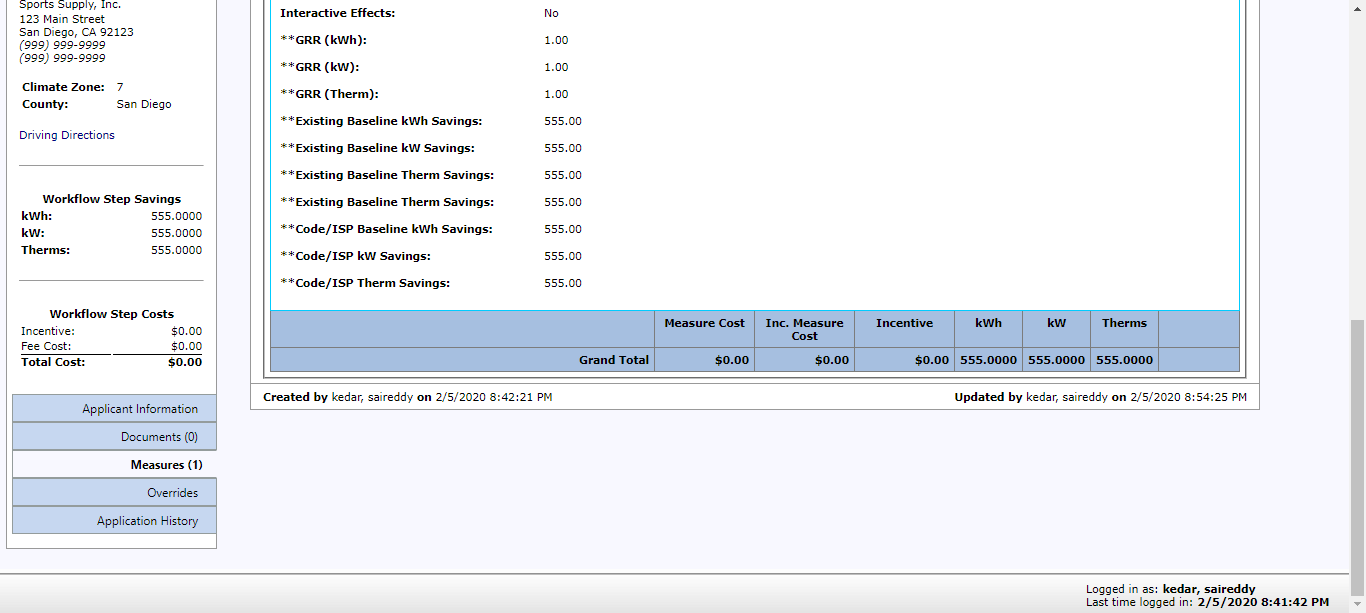 Sports Supply, Inc.
123 Main Street
San Diego, CA 92123
(999) 999-9999
(999) 999-9999
Climate Zone: 7
County: San Diego
Driving Directions
Workflow Step Savings
kWh: 555.0000
kW: 555.0000
Therms: 555.0000
Workflow Step Costs
Incentive: $0.00
Fee Cost: $0.00
Total Cost: $0.00
Applicant Information
Documents (0)
Measures (1)
Overrides
Application History
Interactive Effects: No
**GRR (kWh): 1.00
**GRR (kW): 1.00
**GRR (Therm): 1.00
**Existing Baseline kWh Savings: 555.00
**Existing Baseline kW Savings: 555.00
**Existing Baseline Therm Savings: 555.00
**Existing Baseline Therm Savings: 555.00
**Code/ISP Baseline kWh Savings: 555.00
**Code/ISP kW Savings: 555.00
**Code/ISP Therm Savings: 555.00
Measure Cost Inc. Measure Cost Incentive kWh kW Therms
Grand Total $0.00 $0.00 $0.00 555.0000 555.0000 555.0000
Created by kedar, saireddy on 2/5/2020 8:42:21 PM Updated by kedar, saireddy on 2/5/2020 8:54:25 PM
Logged in as: kedar, saireddy
Last time logged in: 2/5/2020 8:41:42 PM